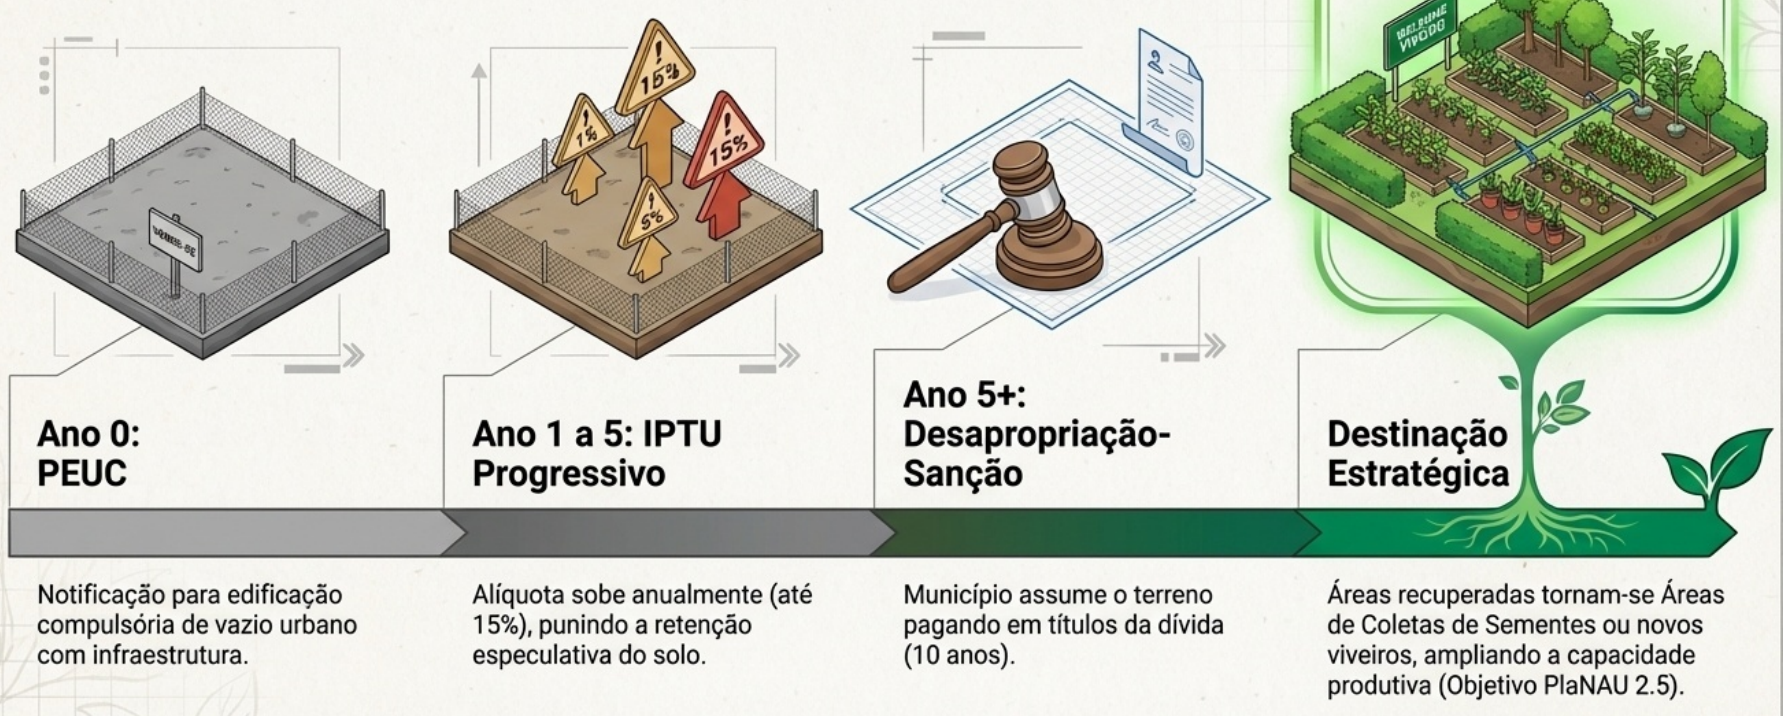 1%
15%
5%
15%
Ano 0:
PEUC
Ano 1 a 5: IPTU
Progressivo
Ano 5+:
Desapropriação-
Sanção
Destinação
Estratégica
Notificação para edificação
compulsória de vazio urbano
com infraestrutura.
Alíquota sobe anualmente (até
15%), punindo a retenção
especulativa do solo.
Município assume o terreno
pagando em títulos da dívida
(10 anos).
Áreas recuperadas tornam-se Áreas
de Coletas de Sementes ou novos
viveiros, ampliando a capacidade
produtiva (Objetivo PlaNAU 2.5).